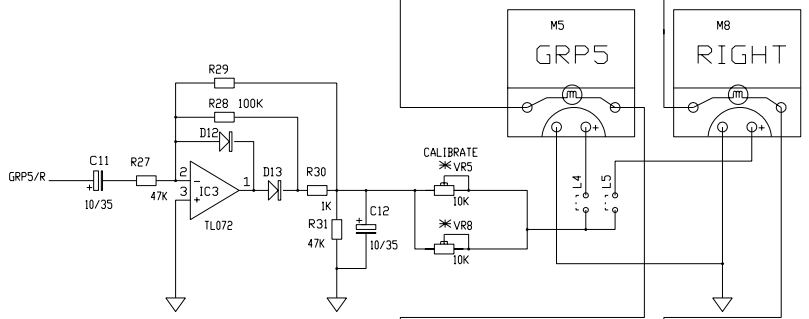 M5
GRP5
M8
RIGHT
R29
R28 100K
D12
C11
R27
GRP5/R
10/35
47K
2
3
−
+
IC3
1
TL072
D13
R30
1K
R31
47K
C12
10/35
CALIBRATE
VR5
10K
VR8
10K
L4
L5
+
+